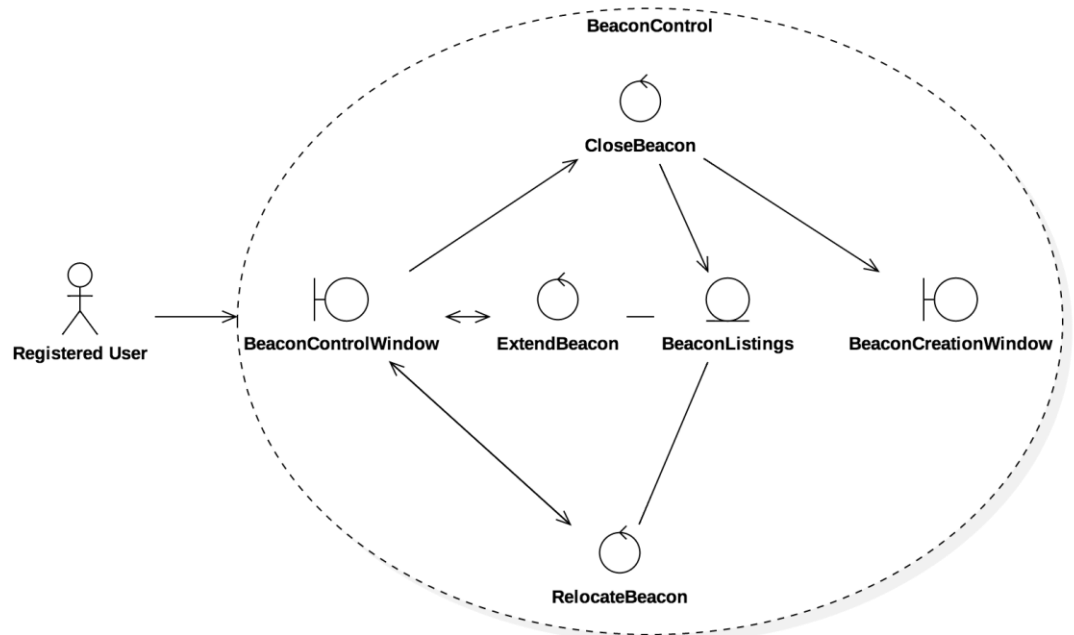 BeaconControl
CloseBeacon
Registered User
BeaconControlWindow
ExtendBeacon
BeaconListings
BeaconCreationWindow
RelocateBeacon